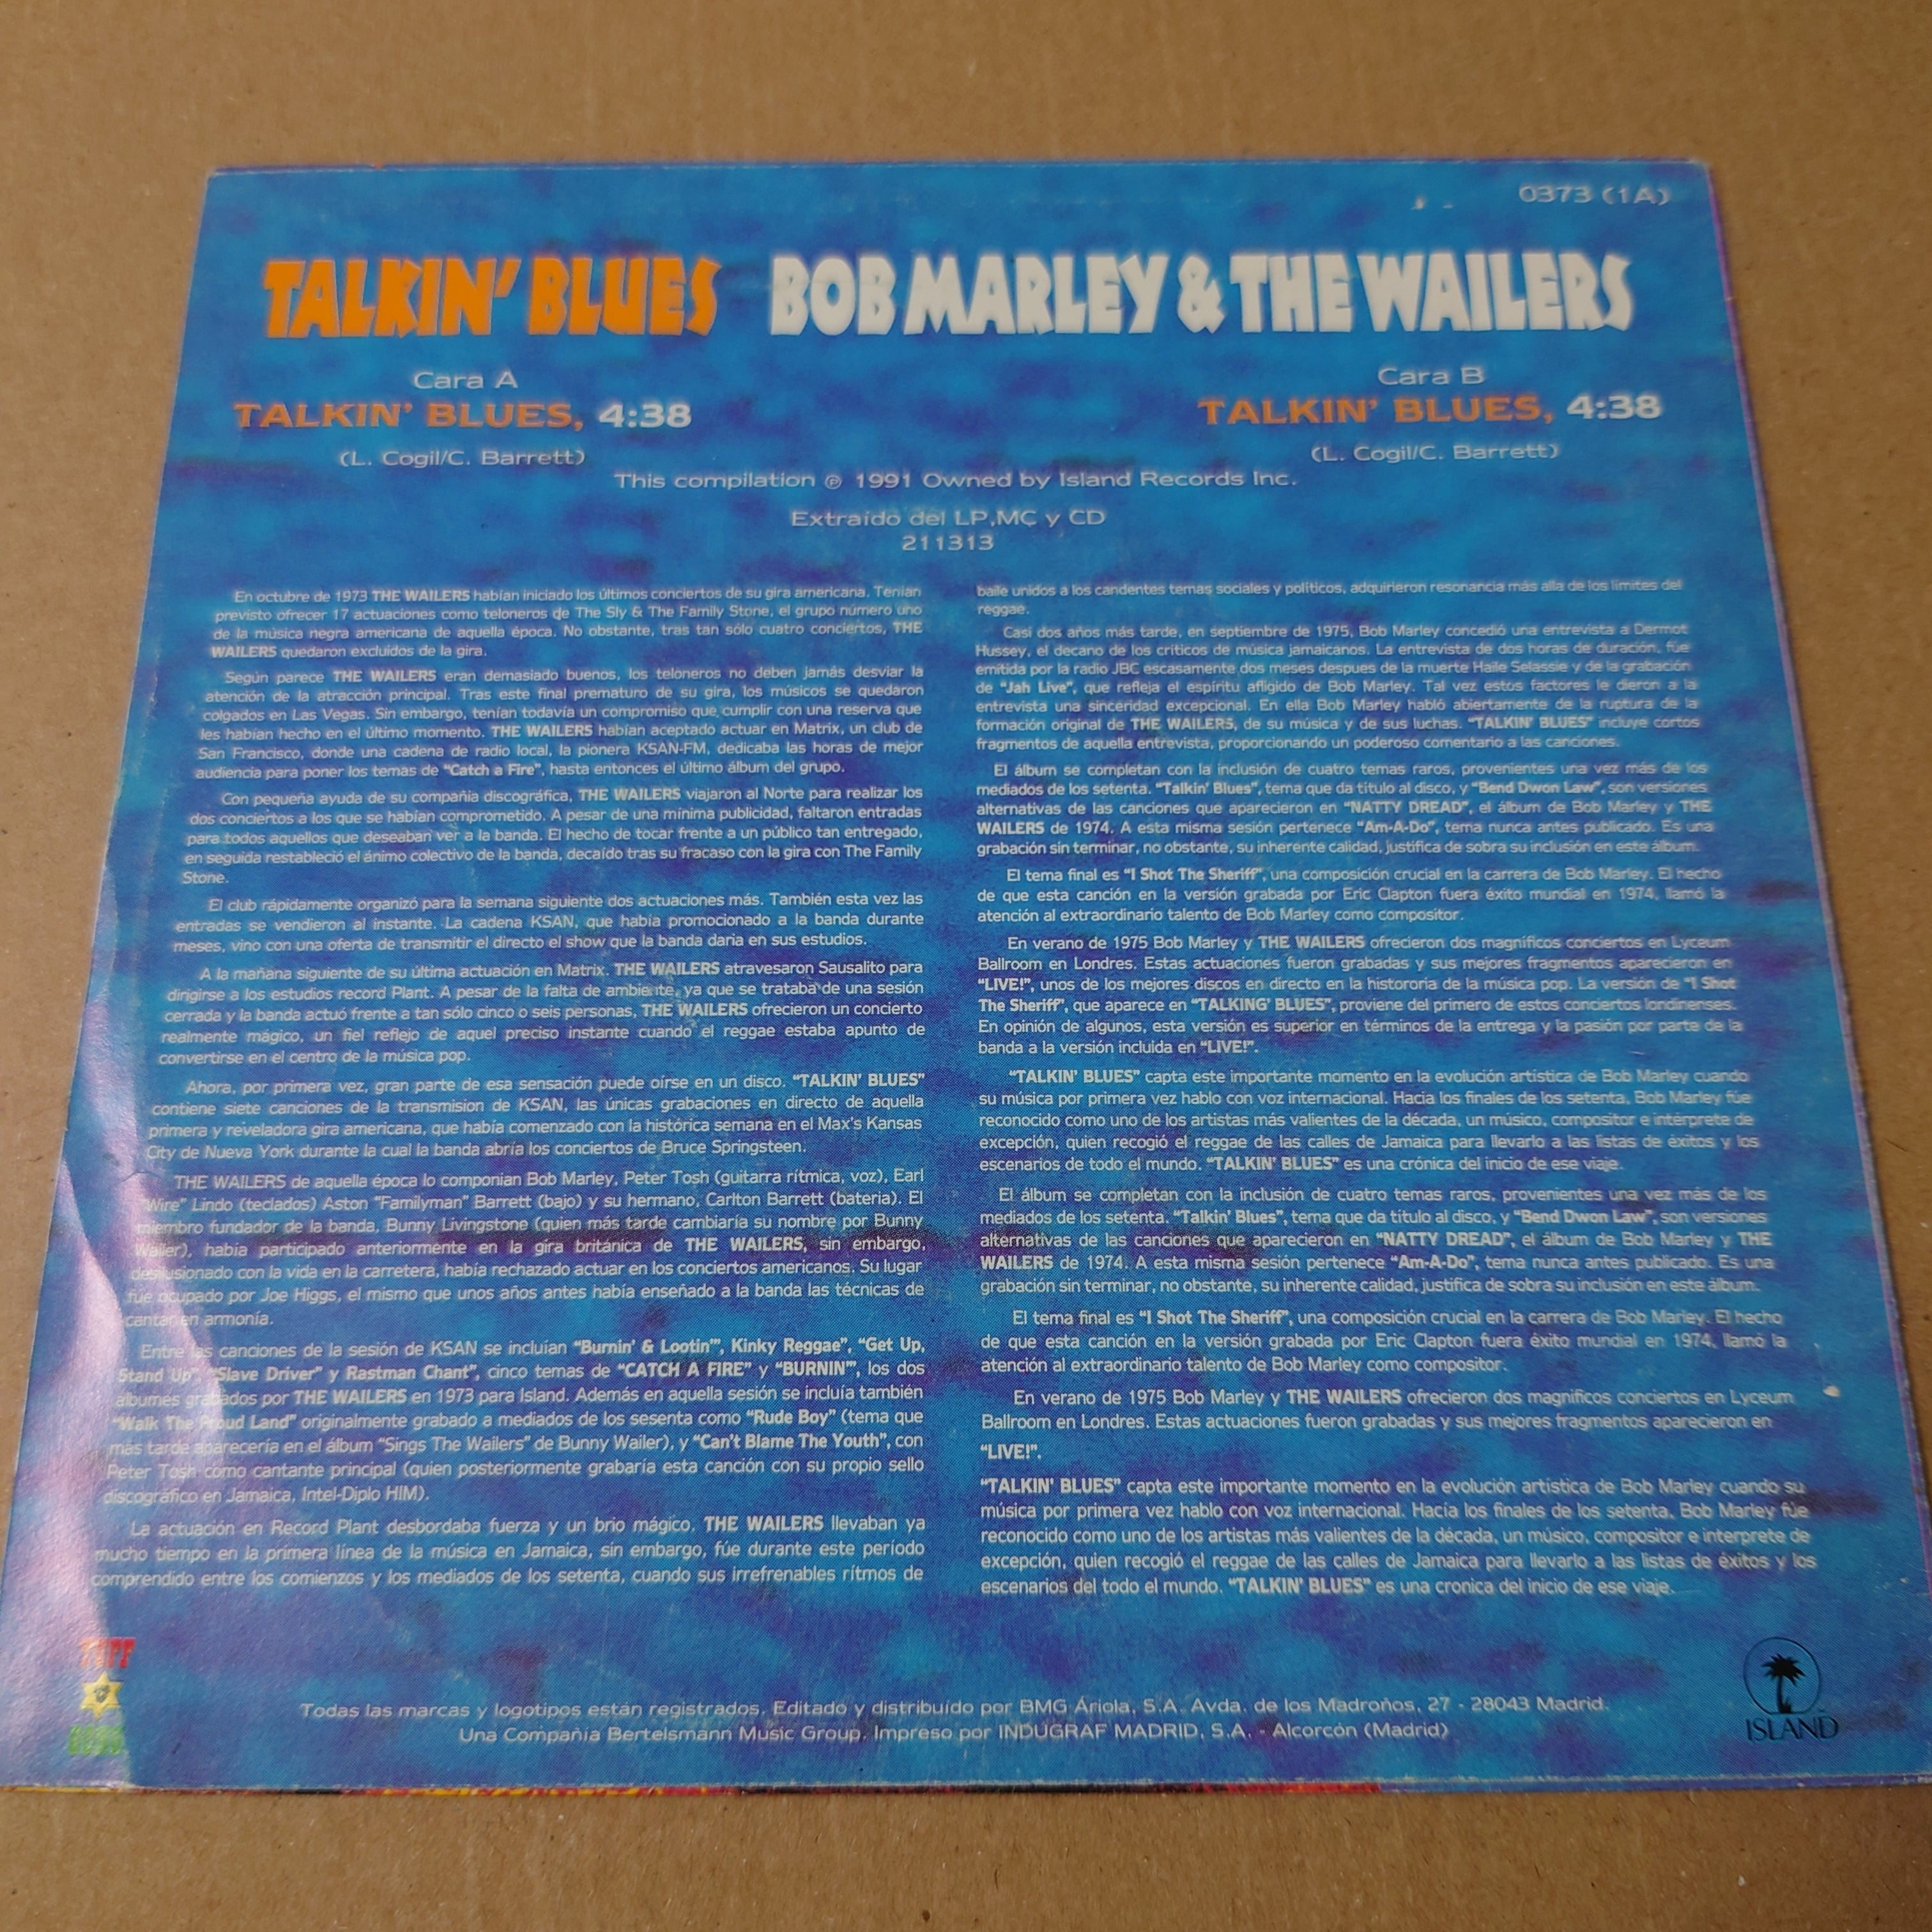 0373 (1A)
TALKIN' BLUES BOB MARLEY & THE WAILERS
Cara A
TALKIN' BLUES, 4:38
(L. Cogil/C. Barrett)
Cara B
TALKIN' BLUES, 4:38
(L. Cogil/C. Barrett)
This compilation ℗ 1991 Owned by Island Records Inc.
Extraído del LP,MC y CD
211313
En octubre de 1973 THE WAILERS habían iniciado los últimos conciertos de su gira americana. Tenían
previsto ofrecer 17 actuaciones como teloneros de The Sly & The Family Stone, el grupo número uno
de la música negra americana de aquella época. No obstante, tras tan sólo cuatro conciertos, THE
WAILERS quedaron excluidos de la gira.
Según parece THE WAILERS eran demasiado buenos, los teloneros no deben jamás desviar la
atención de la atracción principal. Tras este final prematuro de su gira, los músicos se quedaron
colgados en Las Vegas. Sin embargo, tenían todavía un compromiso que cumplir con una reserva que
les habían hecho en el último momento. THE WAILERS habían aceptado actuar en Matrix, un club de
San Francisco, donde una cadena de radio local, la pionera KSAN-FM, dedicaba las horas de mejor
audiencia para poner los temas de "Catch a Fire", hasta entonces el último álbum del grupo.
Con pequeña ayuda de su compañía discográfica, THE WAILERS viajaron al Norte para realizar los
dos conciertos a los que se habían comprometido. A pesar de una mínima publicidad, faltaron entradas
para todos aquellos que deseaban ver a la banda. El hecho de tocar frente a un público tan entregado,
en seguida restableció el ánimo colectivo de la banda, decaído tras su fracaso con la gira con The Family
Stone.
El club rápidamente organizó para la semana siguiente dos actuaciones más. También esta vez las
entradas se vendieron al instante. La cadena KSAN, que había promocionado a la banda durante
meses, vino con una oferta de transmitir el directo el show que la banda daria en sus estudios.
A la mañana siguiente de su última actuación en Matrix. THE WAILERS atravesaron Sausalito para
dirigirse a los estudios record Plant. A pesar de la falta de ambiente, ya que se trataba de una sesión
cerrada y la banda actuó frente a tan sólo cinco o seis personas, THE WAILERS ofrecieron un concierto
realmente mágico, un fiel reflejo de aquel preciso instante cuando el reggae estaba apunto de
convertirse en el centro de la música pop.
Ahora, por primera vez, gran parte de esa sensación puede oírse en un disco. "TALKIN' BLUES"
contiene siete canciones de la transmision de KSAN, las únicas grabaciones en directo de aquella
primera y reveladora gira americana, que había comenzado con la histórica semana en el Max's Kansas
City de Nueva York durante la cual la banda abría los conciertos de Bruce Springsteen.
THE WAILERS de aquella época lo componían Bob Marley, Peter Tosh (guitarra rítmica, voz), Earl
"Wire" Lindo (teclados) Aston "Familyman" Barrett (bajo) y su hermano, Carlton Barrett (bateria). El
miembro fundador de la banda, Bunny Livingstone (quien más tarde cambiaría su nombre por Bunny
Wailer), había participado anteriormente en la gira británica de THE WAILERS, sin embargo,
desilusionado con la vida en la carretera, había rechazado actuar en los conciertos americanos. Su lugar
fúe ocupado por Joe Higgs, el mismo que unos años antes había enseñado a la banda las técnicas de
cantar en armonía.
Entre las canciones de la sesión de KSAN se incluían "Burnin' & Lootin'", Kinky Reggae", "Get Up,
Stand Up", "Slave Driver" y Rastman Chant", cinco temas de "CATCH A FIRE" y "BURNIN'", los dos
álbumes grabados por THE WAILERS en 1973 para Island. Además en aquella sesión se incluía también
"Walk The Proud Land" originalmente grabado a mediados de los sesenta como "Rude Boy" (tema que
más tarde aparecería en el álbum "Sings The Wailers" de Bunny Wailer), y "Can't Blame The Youth", con
Peter Tosh como cantante principal (quien posteriormente grabaría esta canción con su propio sello
discográfico en Jamaica, Intel-Diplo HIM).
La actuación en Record Plant desbordaba fuerza y un brio mágico. THE WAILERS llevaban ya
mucho tiempo en la primera línea de la música en Jamaica, sin embargo, fúe durante este período
comprendido entre los comienzos y los mediados de los setenta, cuando sus irrefrenables ritmos de
baile unidos a los candentes temas sociales y políticos, adquirieron resonancia más alla de los límites del
reggae.
Casi dos años más tarde, en septiembre de 1975, Bob Marley concedió una entrevista a Dermot
Hussey, el decano de los críticos de música jamaicanos. La entrevista de dos horas de duración, fúe
emitida por la radio JBC escasamente dos meses despues de la muerte Haile Selassie y de la grabación
de "Jah Live", que refleja el espíritu afligido de Bob Marley. Tal vez estos factores le dieron a la
entrevista una sinceridad excepcional. En ella Bob Marley habló abiertamente de la ruptura de la
formación original de THE WAILERS, de su música y de sus luchas. "TALKIN' BLUES" incluye cortos
fragmentos de aquella entrevista, proporcionando un poderoso comentario a las canciones.
El álbum se completan con la inclusión de cuatro temas raros, provenientes una vez más de los
mediados de los setenta. "Talkin' Blues", tema que da título al disco, y "Bend Dwon Law", son versiones
alternativas de las canciones que aparecieron en "NATTY DREAD", el álbum de Bob Marley y THE
WAILERS de 1974. A esta misma sesión pertenece "Am-A-Do", tema nunca antes publicado. Es una
grabación sin terminar, no obstante, su inherente calidad, justifica de sobra su inclusión en este álbum.
El tema final es "I Shot The Sheriff", una composición crucial en la carrera de Bob Marley. El hecho
de que esta canción en la versión grabada por Eric Clapton fuera éxito mundial en 1974, llamó la
atención al extraordinario talento de Bob Marley como compositor.
En verano de 1975 Bob Marley y THE WAILERS ofrecieron dos magníficos conciertos en Lyceum
Ballroom en Londres. Estas actuaciones fueron grabadas y sus mejores fragmentos aparecieron en
"LIVE!", unos de los mejores discos en directo en la histororia de la música pop. La versión de "I Shot
The Sheriff", que aparece en "TALKING' BLUES", proviene del primero de estos conciertos londinenses.
En opinión de algunos, esta versión es superior en términos de la entrega y la pasión por parte de la
banda a la versión incluida en "LIVE!".
"TALKIN' BLUES" capta este importante momento en la evolución artística de Bob Marley cuando
su música por primera vez hablo con voz internacional. Hacia los finales de los setenta, Bob Marley fúe
reconocido como uno de los artistas más valientes de la década, un músico, compositor e intérprete de
excepción, quien recogió el reggae de las calles de Jamaica para llevarlo a las listas de éxitos y los
escenarios de todo el mundo. "TALKIN' BLUES" es una crónica del inicio de ese viaje.
El álbum se completan con la inclusión de cuatro temas raros, provenientes una vez más de los
mediados de los setenta. "Talkin' Blues", tema que da título al disco, y "Bend Dwon Law", son versiones
alternativas de las canciones que aparecieron en "NATTY DREAD", el álbum de Bob Marley y THE
WAILERS de 1974. A esta misma sesión pertenece "Am-A-Do", tema nunca antes publicado. Es una
grabación sin terminar, no obstante, su inherente calidad, justifica de sobra su inclusión en este álbum.
El tema final es "I Shot The Sheriff", una composición crucial en la carrera de Bob Marley. El hecho
de que esta canción en la versión grabada por Eric Clapton fuera éxito mundial en 1974, llamó la
atención al extraordinario talento de Bob Marley como compositor.
En verano de 1975 Bob Marley y THE WAILERS ofrecieron dos magníficos conciertos en Lyceum
Ballroom en Londres. Estas actuaciones fueron grabadas y sus mejores fragmentos aparecieron en
"LIVE!".
"TALKIN' BLUES" capta este importante momento en la evolución artística de Bob Marley cuando su
música por primera vez hablo con voz internacional. Hacía los finales de los setenta, Bob Marley fúe
reconocido como uno de los artistas más valientes de la década, un músico, compositor e interprete de
excepción, quien recogió el reggae de las calles de Jamaica para llevarlo a las listas de éxitos y los
escenarios del todo el mundo. "TALKIN' BLUES" es una cronica del inicio de ese viaje.
TUFF
GONG
Todas las marcas y logotipos están registrados. Editado y distribuído por BMG Ariola, S.A. Avda. de los Madroños, 27 - 28043 Madrid.
Una Compañía Bertelsmann Music Group. Impreso por INDUGRAF MADRID, S.A. - Alcorcón (Madrid)
ISLAND